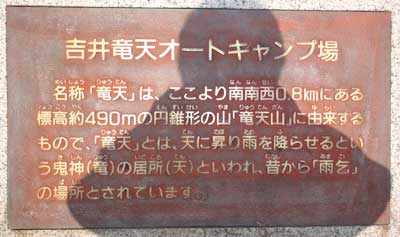 吉井竜天オートキャンプ場
名称「竜天」は、ここより南南西0.8㎞にある
標高約490mの円錐形の山「竜天山」に由来する
もので、「竜天」とは、天に昇り雨を降らせるとい
う鬼神(竜)の居所(天)といわれ、昔から「雨乞」
の場所とされています。